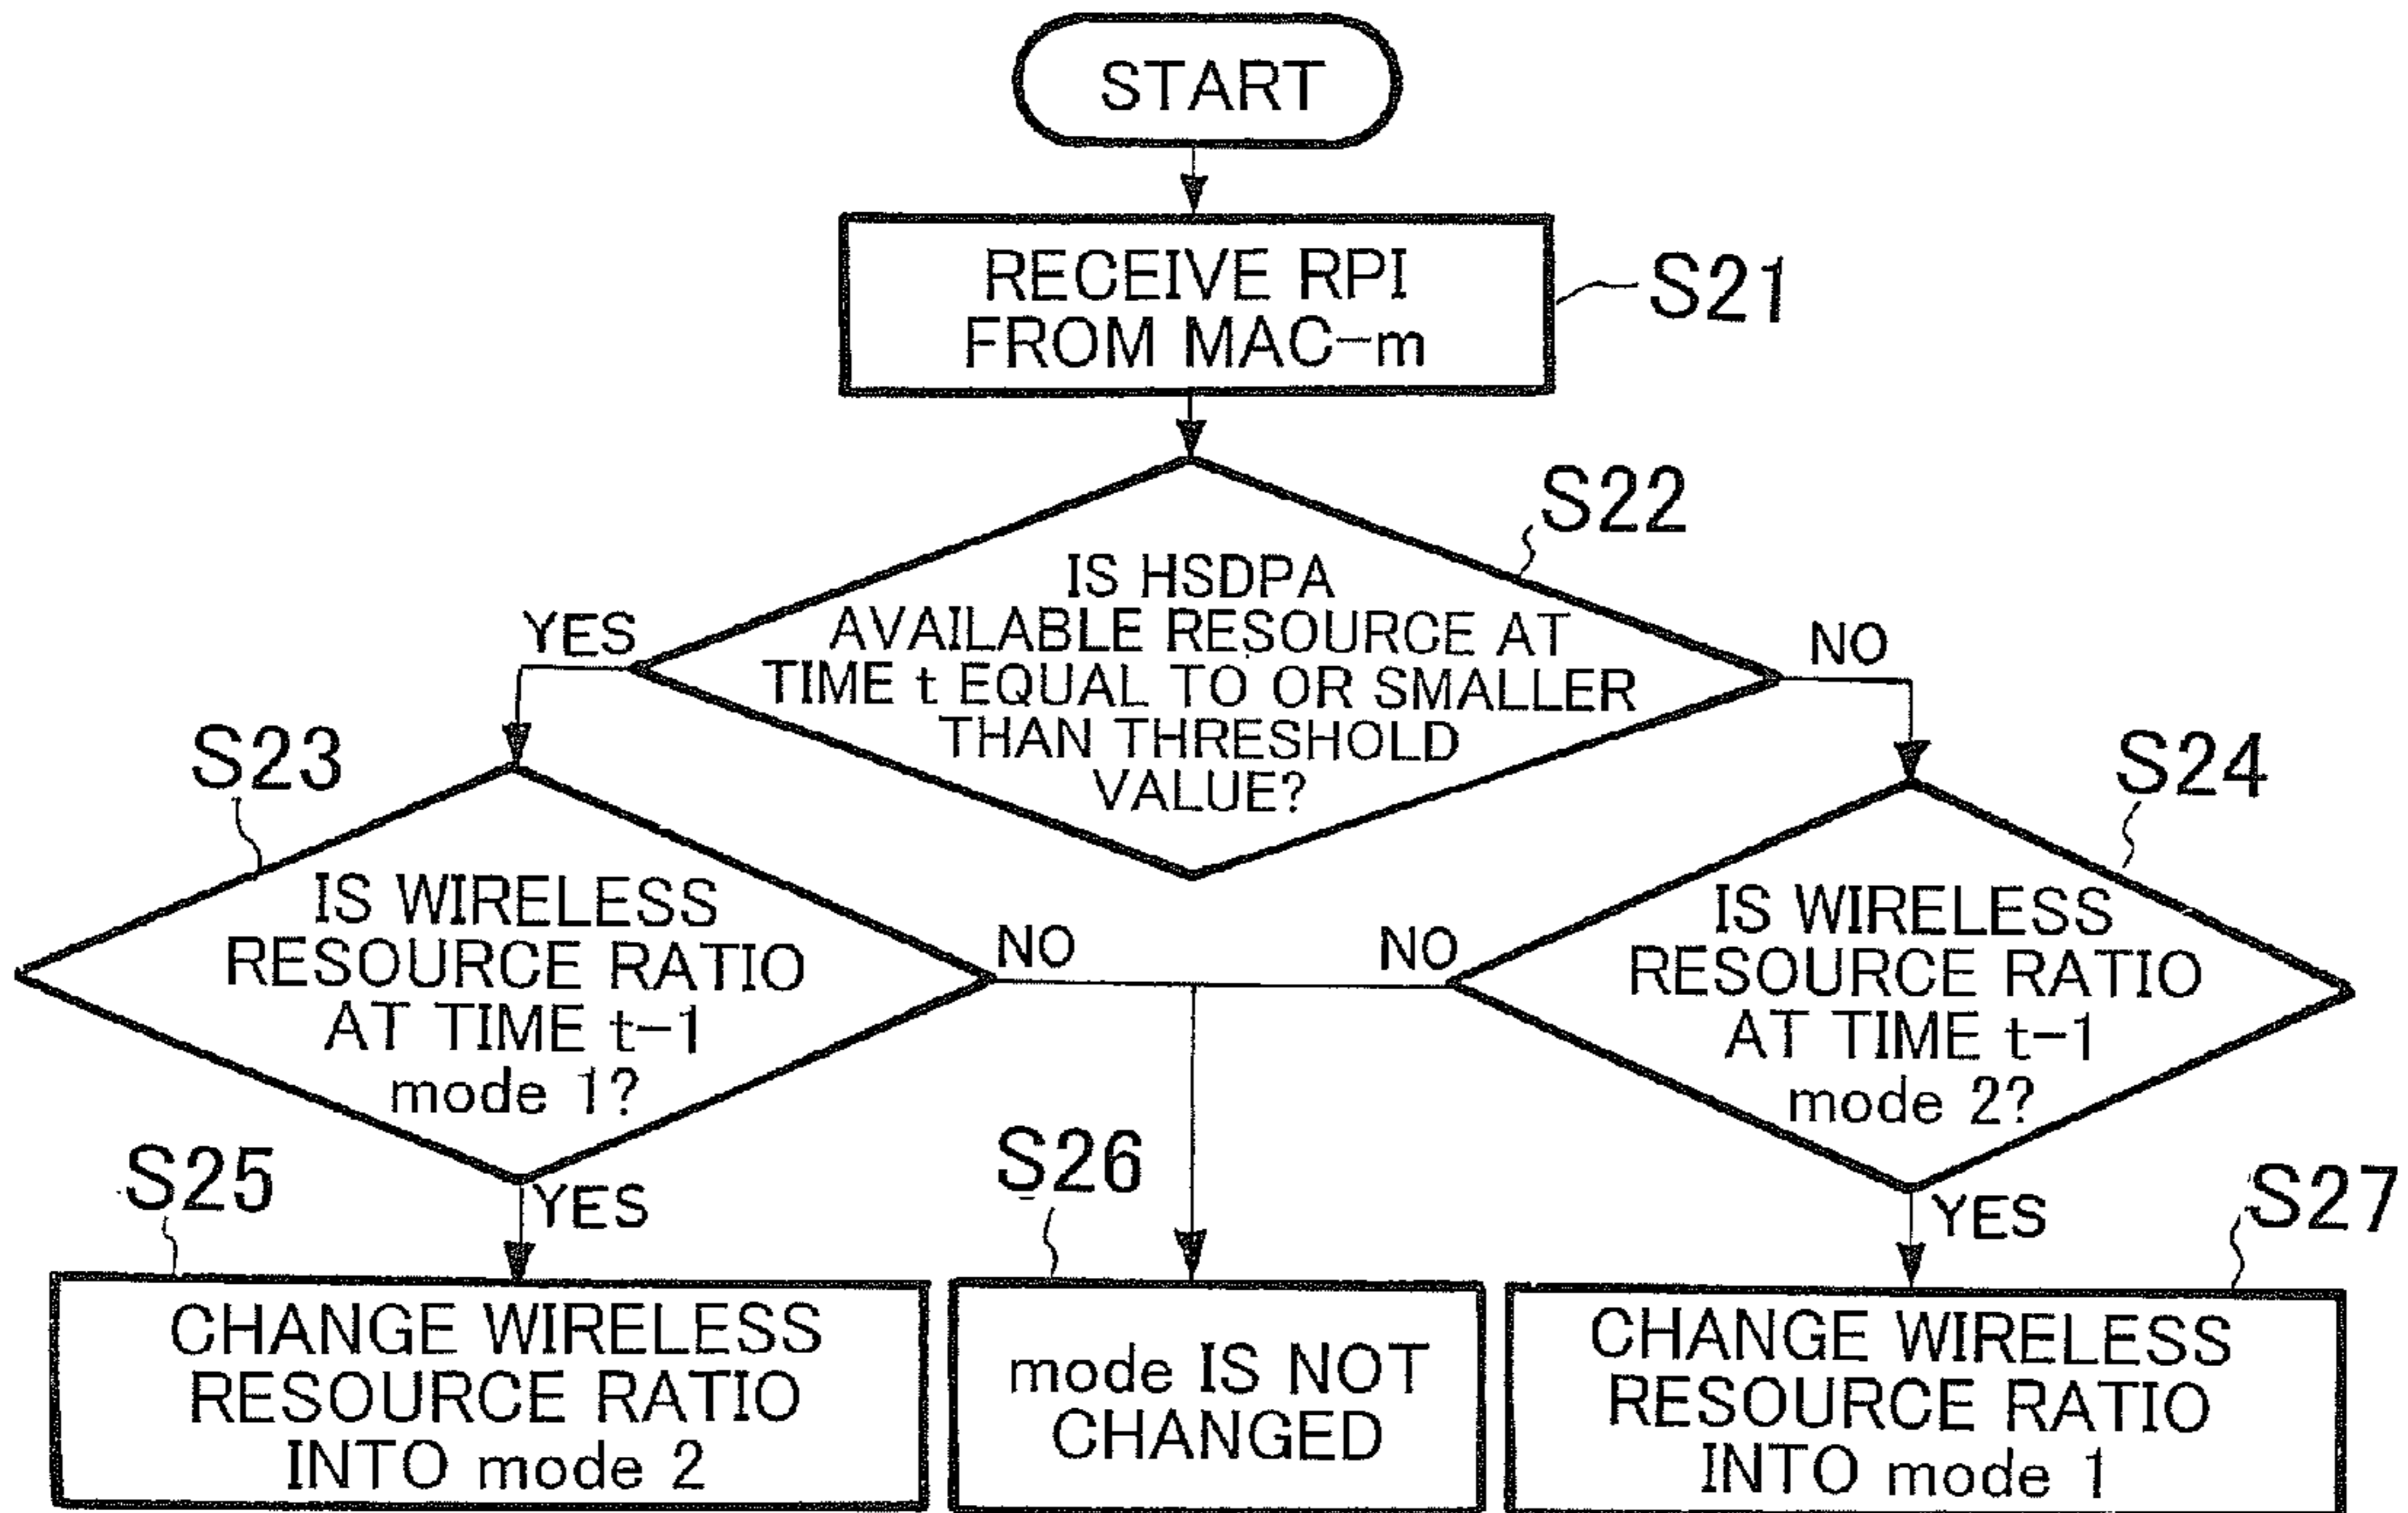 START
RECEIVE RPI
FROM MAC-m
S21
S22
IS HSDPA
AVAILABLE RESOURCE AT
TIME t EQUAL TO OR SMALLER
THAN THRESHOLD
VALUE?
YES
NO
S23
IS WIRELESS
RESOURCE RATIO
AT TIME t-1
mode 1?
NO
YES
S24
IS WIRELESS
RESOURCE RATIO
AT TIME t-1
mode 2?
NO
YES
S25
CHANGE WIRELESS
RESOURCE RATIO
INTO mode 2
S26
mode IS NOT
CHANGED
S27
CHANGE WIRELESS
RESOURCE RATIO
INTO mode 1